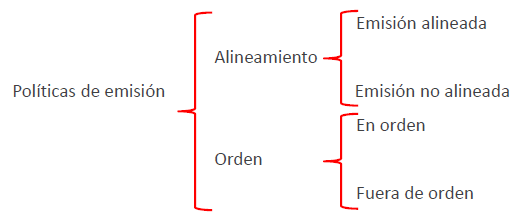 Políticas de emisión
Alineamiento
Emisión alineada
Emisión no alineada
Orden
En orden
Fuera de orden